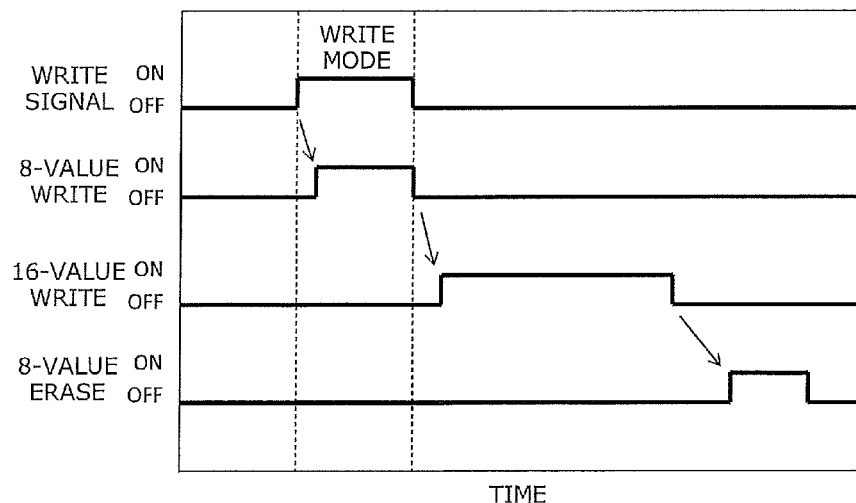 WRITE
MODE
WRITE ON
SIGNAL OFF
8-VALUE ON
WRITE OFF
16-VALUE ON
WRITE OFF
8-VALUE ON
ERASE OFF
TIME